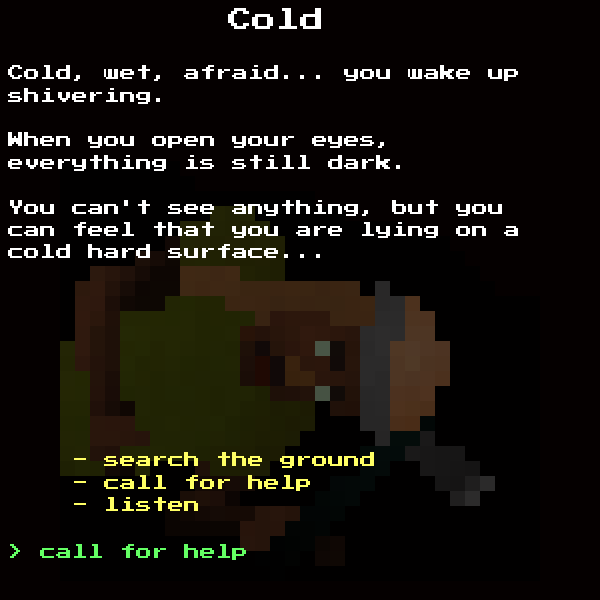 Cold
Cold, wet, afraid... you wake up
shivering.
When you open your eyes,
everything is still dark.
You can't see anything, but you
can feel that you are lying on a
cold hard surface...
- search the ground
- call for help
- listen
> call for help